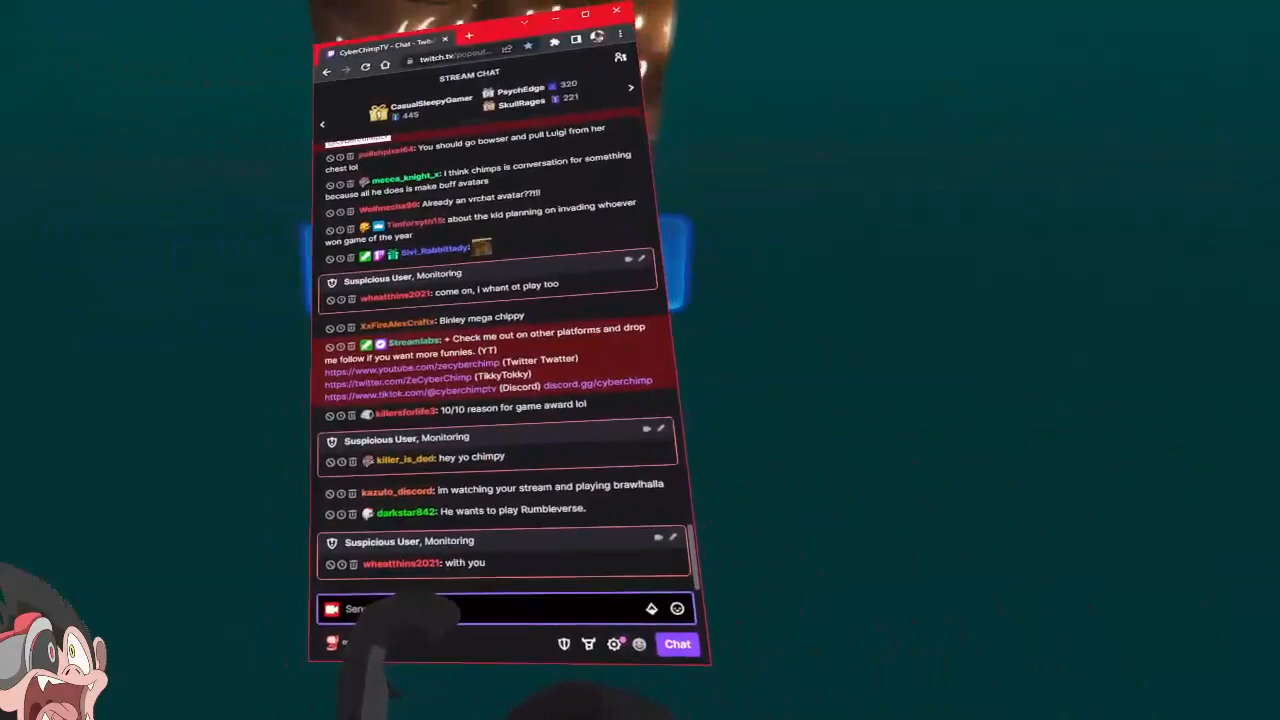 CyberChimpTV - Chat - Twitc
twitch.tv/popout...
STREAM CHAT
CasualSleepyGamer
445
PsychEdge 320
SkullRages 221
polishpixel64: You should go bowser and pull Luigi from her
chest lol
mecca_knight_x: i think chimps is conversation for something
because all he does is make buff avatars
Wolfmecha98: Already an vrchat avatar??!!!
Timforsyth15: about the kid planning on invading whoever
won game of the year
Sivi_Rabbittady:
Suspicious User, Monitoring
wheatthins2021: come on, i whant ot play too
XxFireAlexCraftx: Binley mega chippy
Streamlabs: + Check me out on other platforms and drop
me follow if you want more funnies. (YT)
https://www.youtube.com/zecyberchimp (Twitter Twatter)
https://twitter.com/ZeCyberChimp (TikkyTokky)
https://www.tiktok.com/@cyberchimptv (Discord) discord.gg/cyberchimp
killersforlife3: 10/10 reason for game award lol
Suspicious User, Monitoring
killer_is_ded: hey yo chimpy
kazuto_discord: im watching your stream and playing brawlhalla
darkstar842: He wants to play Rumbleverse.
Suspicious User, Monitoring
wheatthins2021: with you
Chat